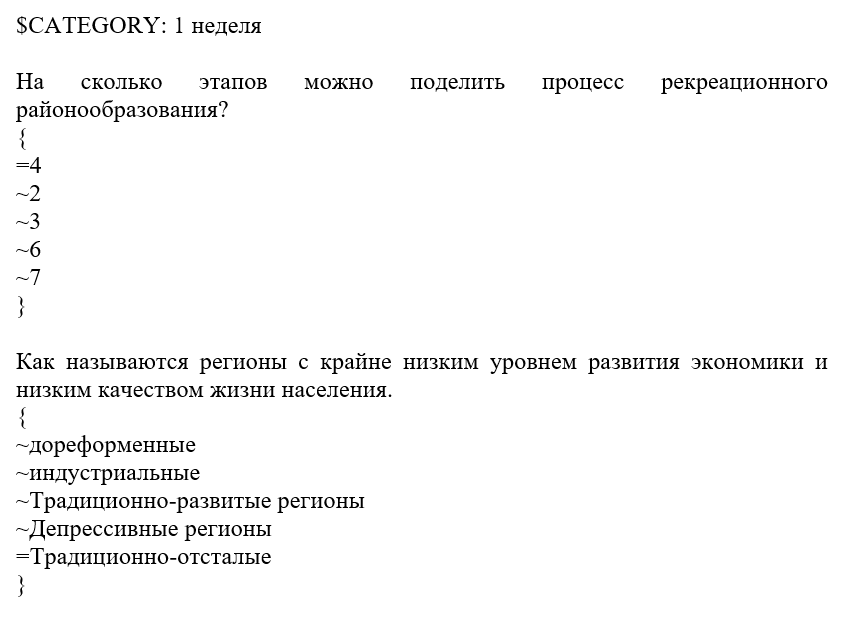 $CATEGORY: 1 неделя
На сколько этапов можно поделить процесс рекреационного
районообразования?
{
=4
~2
~3
~6
~7
}
Как называются регионы с крайне низким уровнем развития экономики и
низким качеством жизни населения.
{
~дореформенные
~индустриальные
~Традиционно-развитые регионы
~Депрессивные регионы
=Традиционно-отсталые
}